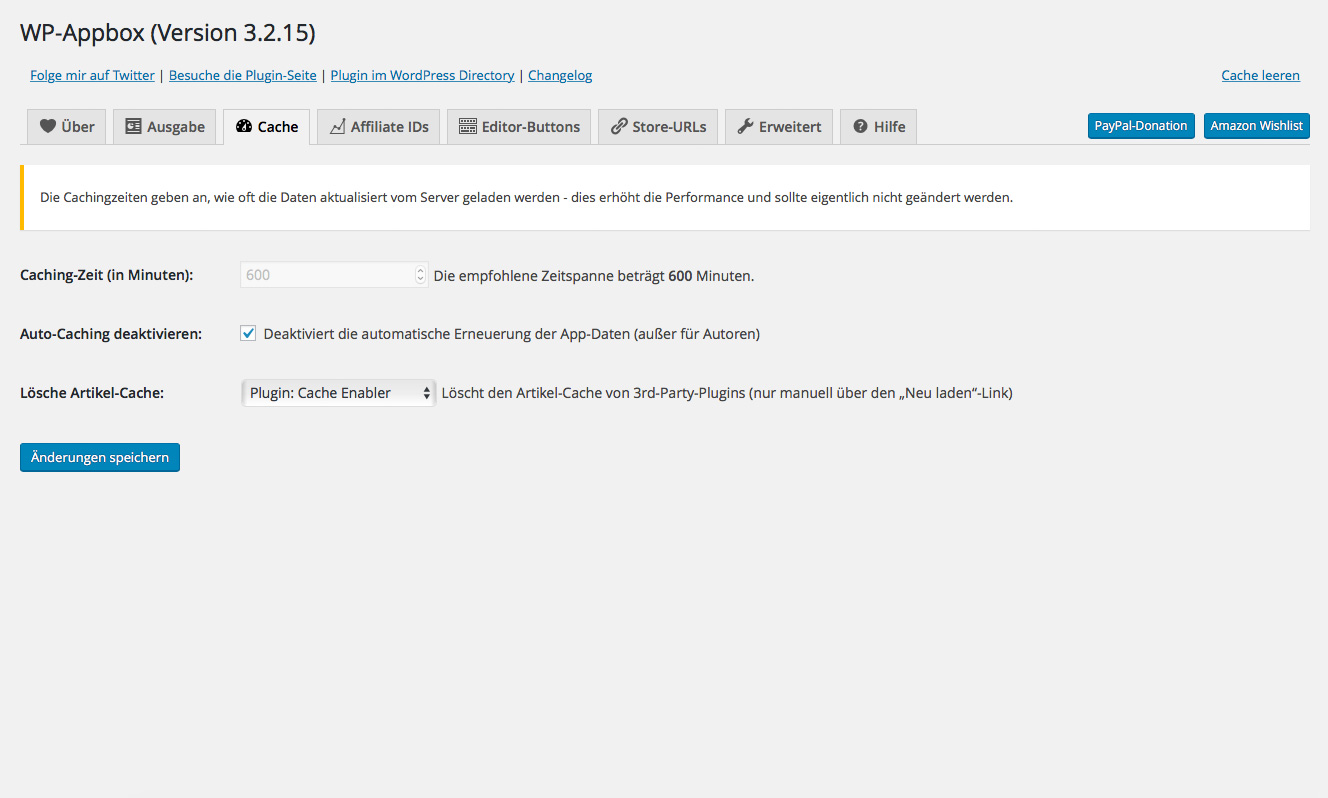 WP-Appbox (Version 3.2.15)
Folge mir auf Twitter | Besuche die Plugin-Seite | Plugin im WordPress Directory | Changelog
Cache leeren
Über
Ausgabe
Cache
Affiliate IDs
Editor-Buttons
Store-URLs
Erweitert
Hilfe
PayPal-Donation
Amazon Wishlist
Die Cachingzeiten geben an, wie oft die Daten aktualisiert vom Server geladen werden - dies erhöht die Performance und sollte eigentlich nicht geändert werden.
Caching-Zeit (in Minuten):
600
Die empfohlene Zeitspanne beträgt 600 Minuten.
Auto-Caching deaktivieren:
Deaktiviert die automatische Erneuerung der App-Daten (außer für Autoren)
Lösche Artikel-Cache:
Plugin: Cache Enabler
Löscht den Artikel-Cache von 3rd-Party-Plugins (nur manuell über den „Neu laden“-Link)
Änderungen speichern